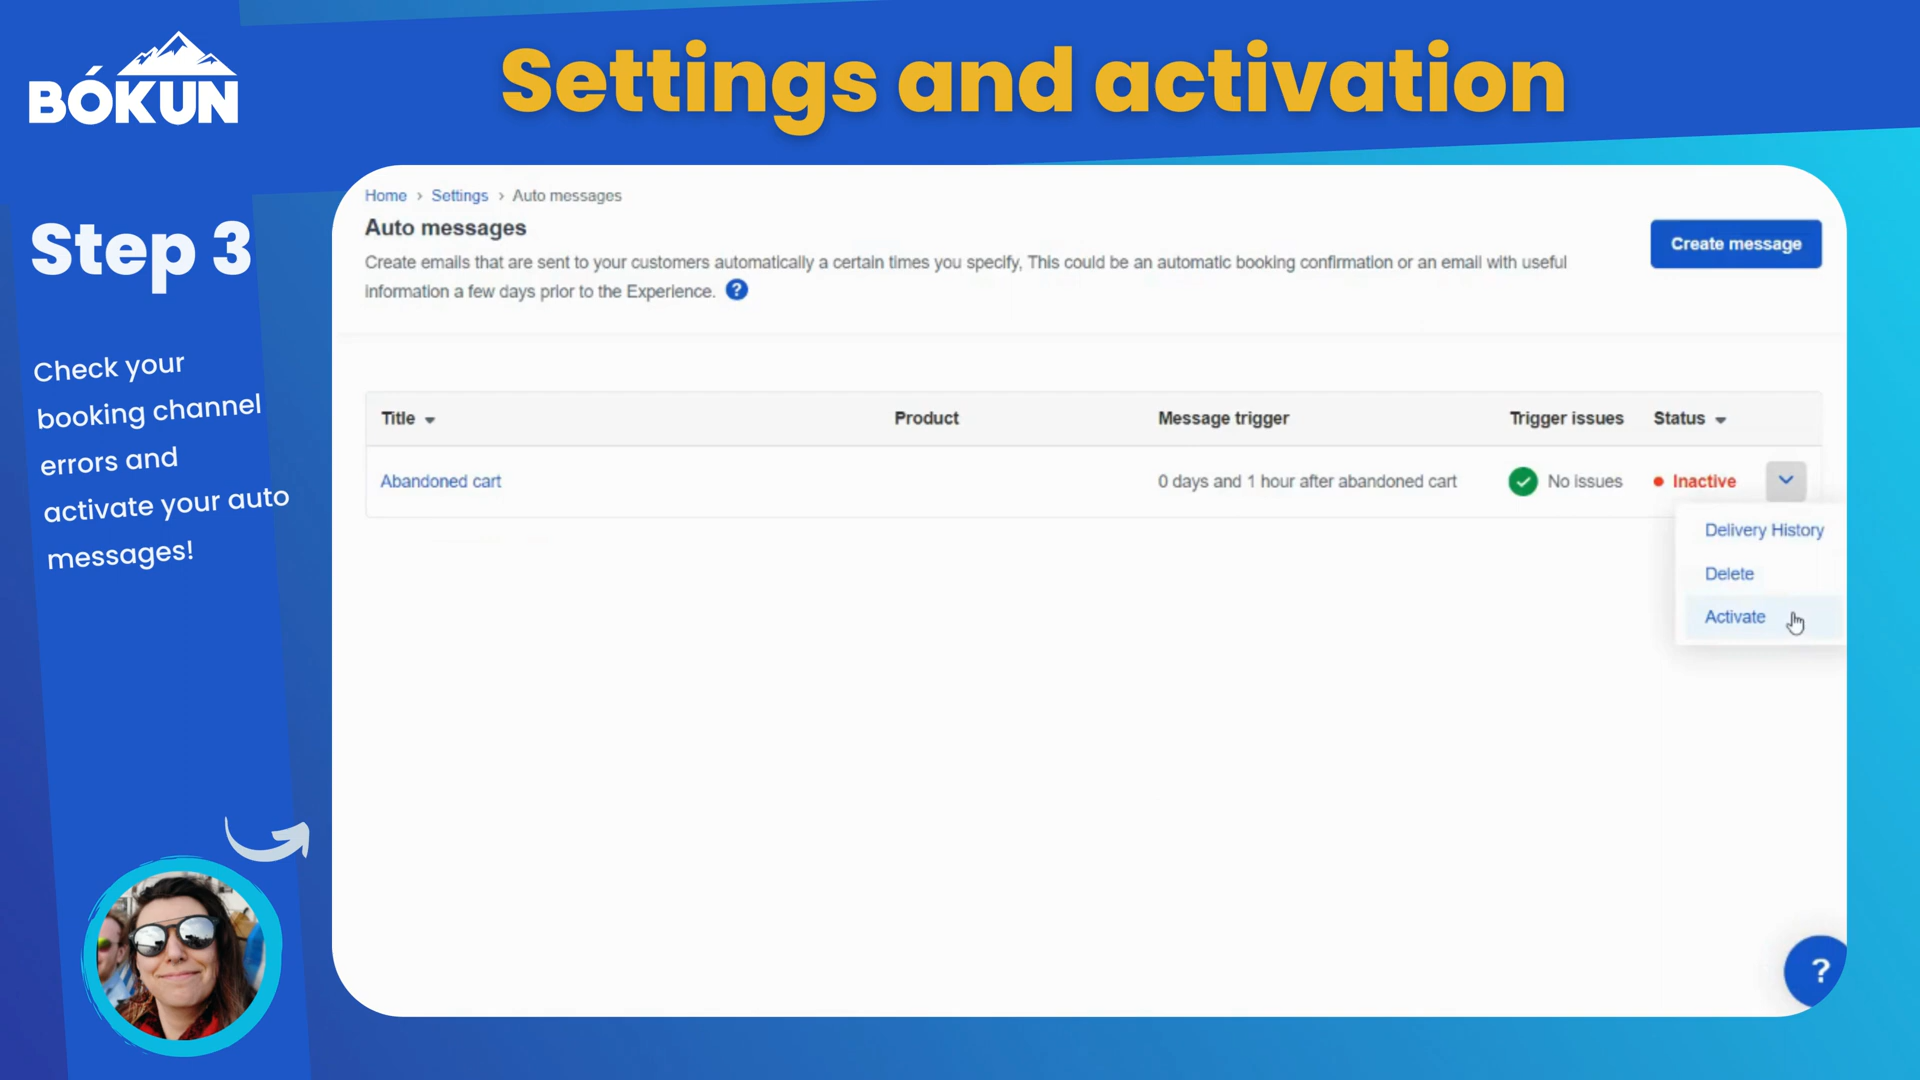 BÓKUN
Settings and activation
Step 3
Check your
booking channel
errors and
activate your auto
messages!
Home > Settings > Auto messages
Auto messages
Create emails that are sent to your customers automatically a certain times you specify, This could be an automatic booking confirmation or an email with useful
information a few days prior to the Experience. ?
Create message
Title Product Message trigger Trigger issues Status
Abandoned cart 0 days and 1 hour after abandoned cart No issues Inactive
Delivery History
Delete
Activate
?